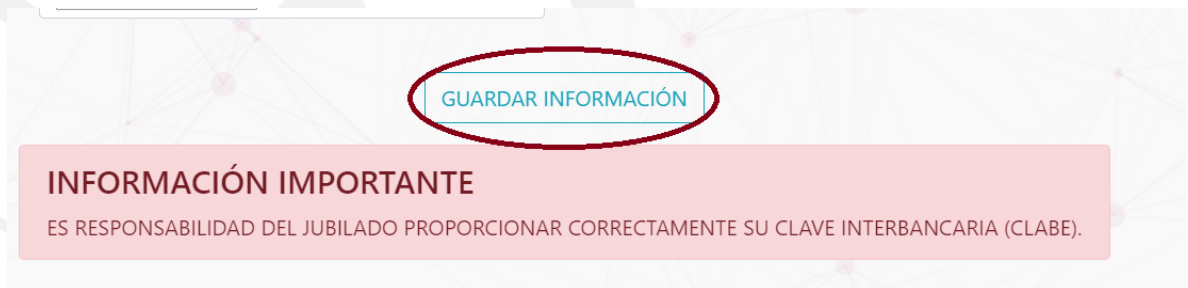 GUARDAR INFORMACIÓN
INFORMACIÓN IMPORTANTE
ES RESPONSABILIDAD DEL JUBILADO PROPORCIONAR CORRECTAMENTE SU CLAVE INTERBANCARIA (CLABE).